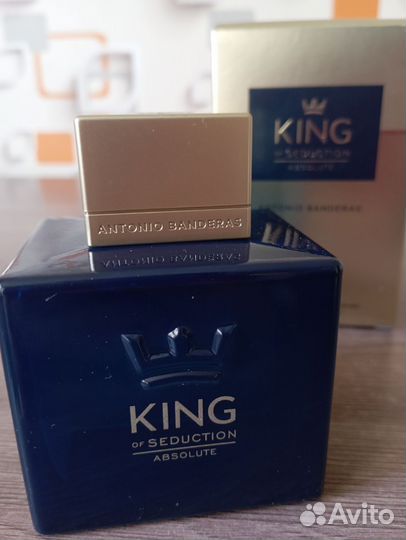 KING
OF SEDUCTION
ABSOLUTE
ANTONIO BANDERAS
ANTONIO BANDERAS
KING
OF SEDUCTION
ABSOLUTE
Avito